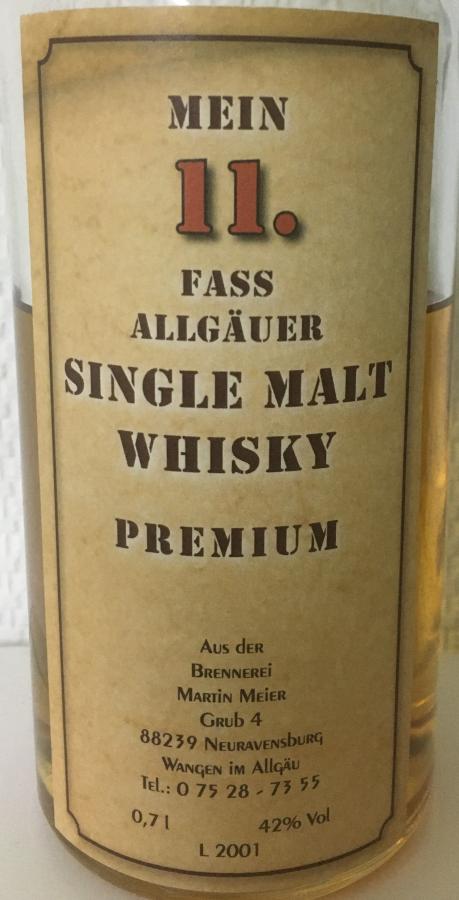 MEIN
11.
FASS
ALLGÄUER
SINGLE MALT
WHISKY
PREMIUM
Aus der
Brennerei
Martin Meier
Grub 4
88239 Neuravensburg
Wangen im Allgäu
Tel.: 0 75 28 - 73 55
0,7 l 42% Vol
L 2001